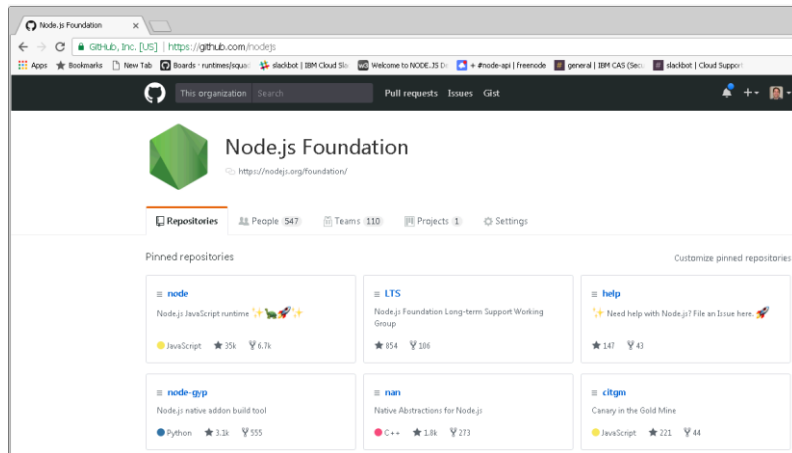 Node.js Foundation
GitHub, Inc. [US] | https://github.com/nodejs
Apps Bookmarks New Tab Boards · runtimes/squad slackbot | IBM Cloud Sla Welcome to NODE.JS De + #node-api | freenode general | IBM CAS (Secu slackbot | Cloud Support
This organization Search Pull requests Issues Gist
Node.js Foundation
https://nodejs.org/foundation/
Repositories People 547 Teams 110 Projects 1 Settings
Pinned repositories Customize pinned repositories
node
Node.js JavaScript runtime ✨🐢🚀✨
JavaScript 35k 6.7k
LTS
Node.js Foundation Long-term Support Working
Group
854 106
help
✨ Need help with Node.js? File an Issue here. 🚀
147 43
node-gyp
Node.js native addon build tool
Python 3.1k 555
nan
Native Abstractions for Node.js
C++ 1.8k 273
citgm
Canary in the Gold Mine
JavaScript 221 44